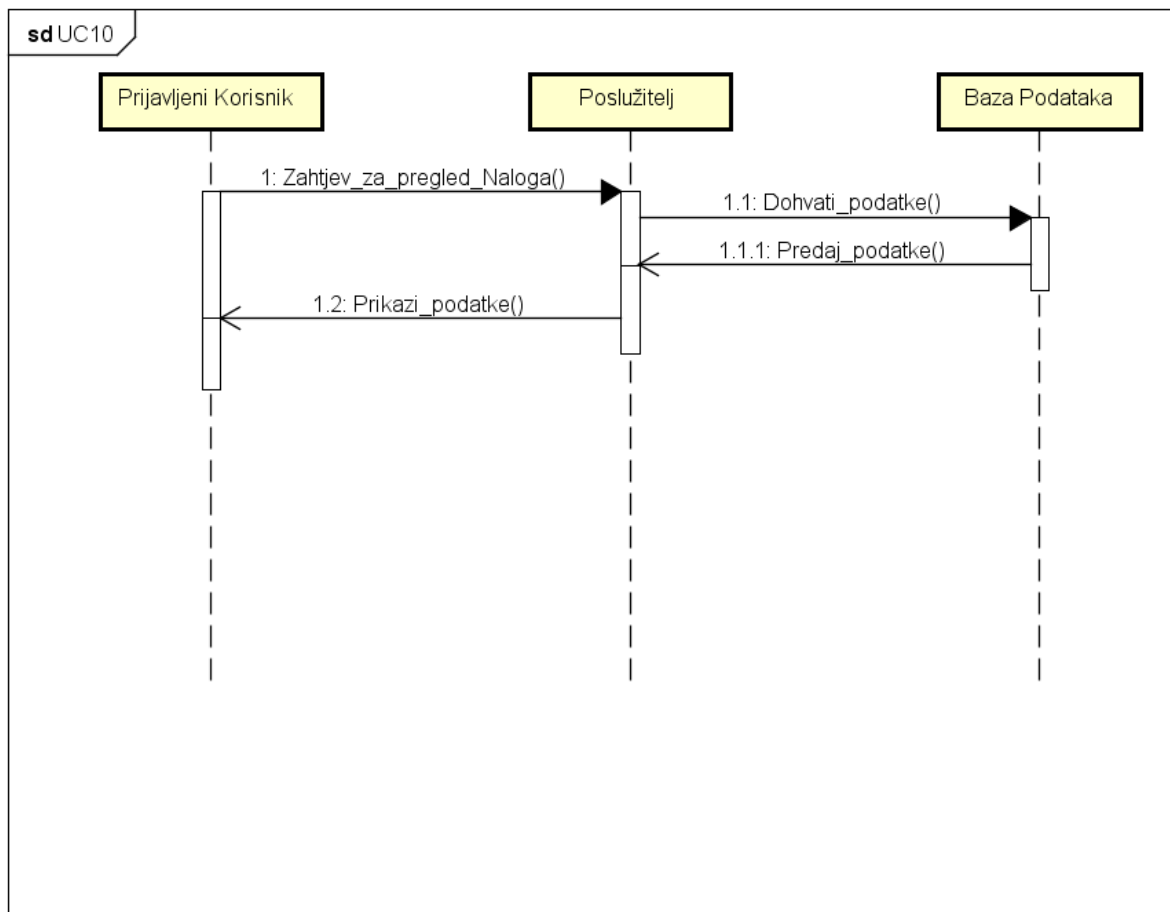 sd UC10
Prijavljeni Korisnik
Poslužitelj
Baza Podataka
1: Zahtjev_za_pregled_Naloga()
1.1: Dohvati_podatke()
1.1.1: Predaj_podatke()
1.2: Prikazi_podatke()